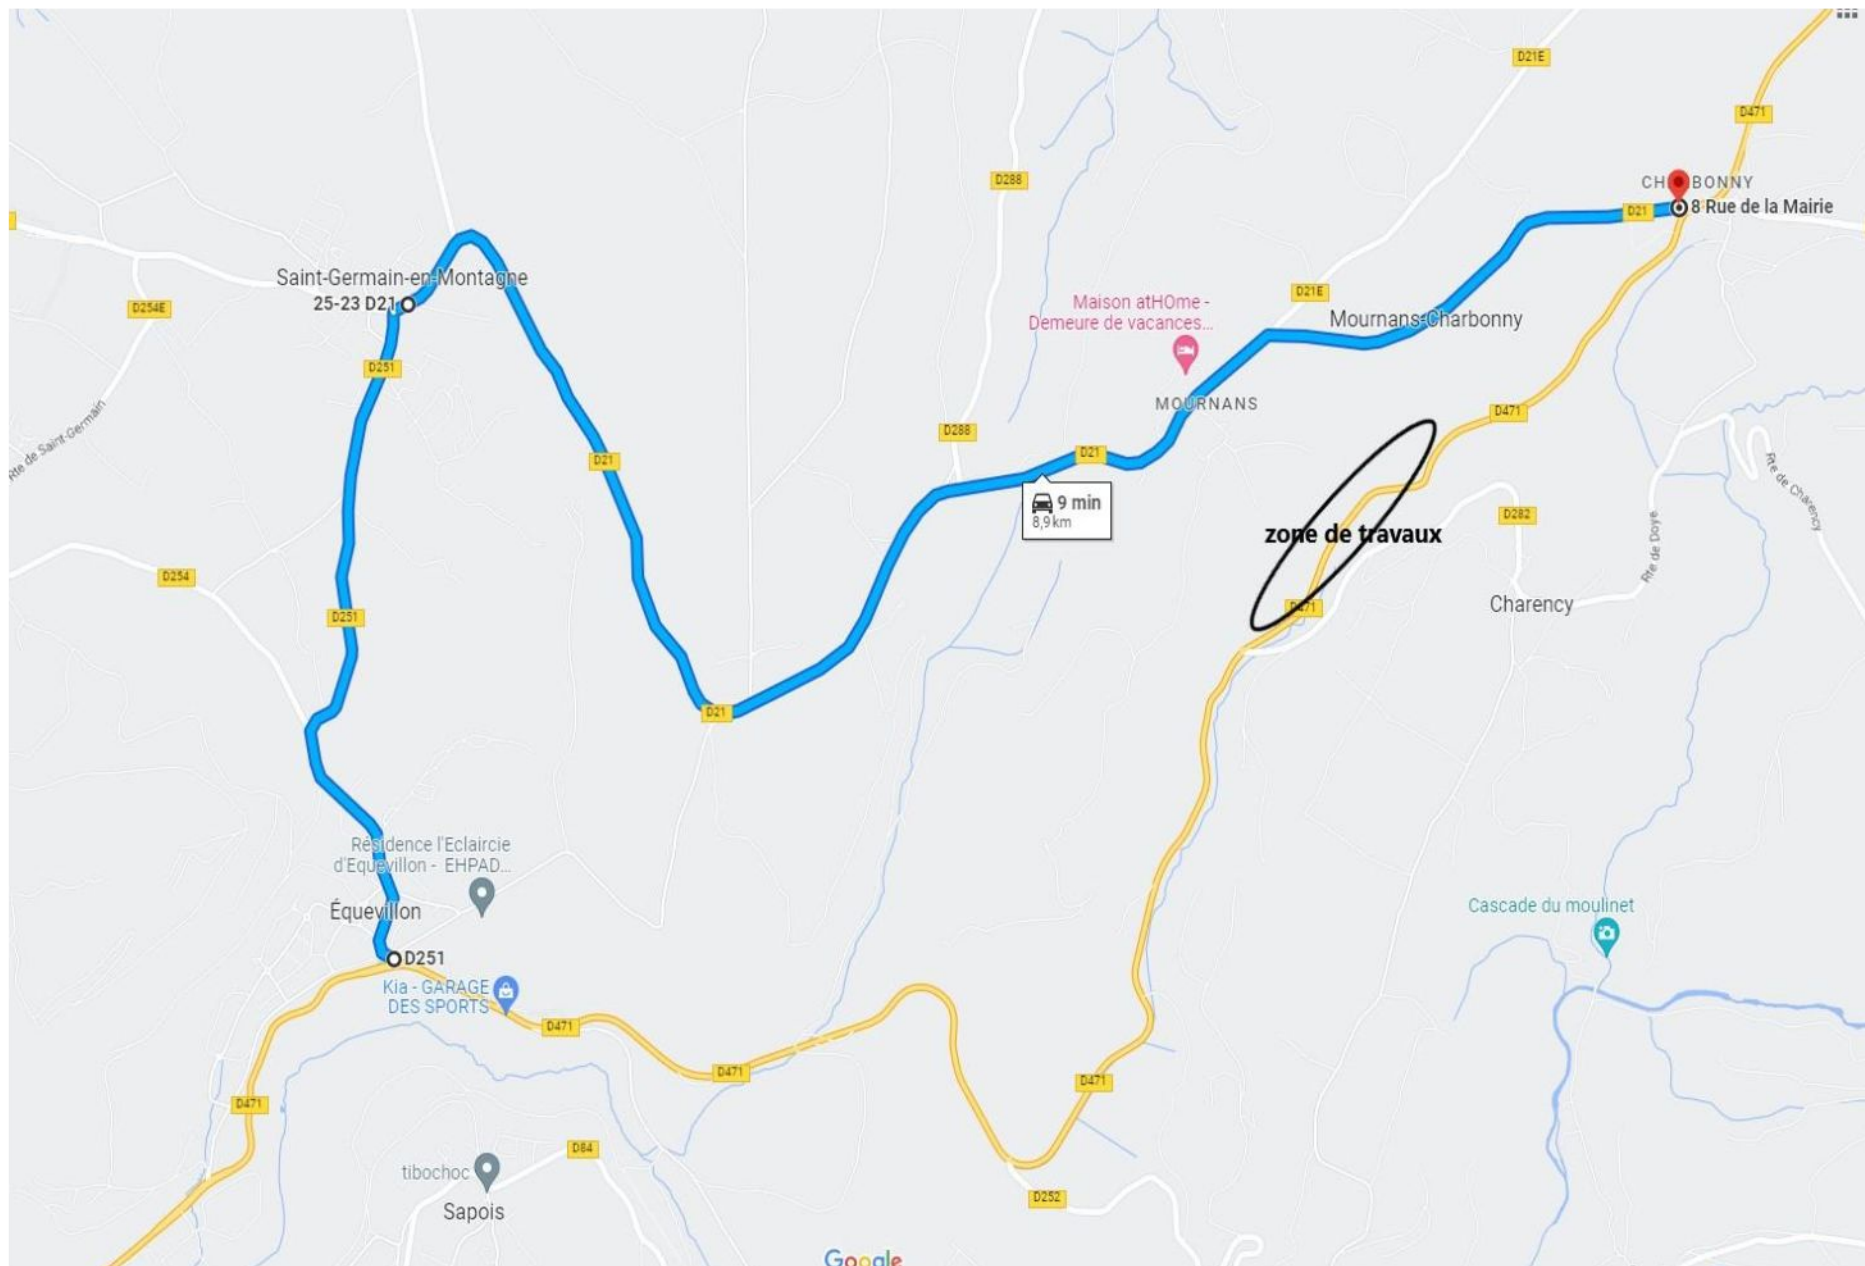 D21E
D471
D288
CH
BONNY
8 Rue de la Mairie
D21
Saint-Germain-en-Montagne
25-23 D21
D254E
D21E
Maison atHOme -
Demeure de vacances...
Mournans-Charbonny
D251
MOURNANS
D471
D288
Rte de Saint-Germain
D21
D21
Rte de Charency
9 min
8,9 km
D282
zone de travaux
Rte de Doye
D254
Charency
D471
D251
D21
Résidence l'Eclaircie
d'Equevillon - EHPAD...
Équevillon
Cascade du moulinet
D251
Kia - GARAGE
DES SPORTS
D471
D471
D471
D471
D84
tibochoc
D252
Sapois
Google